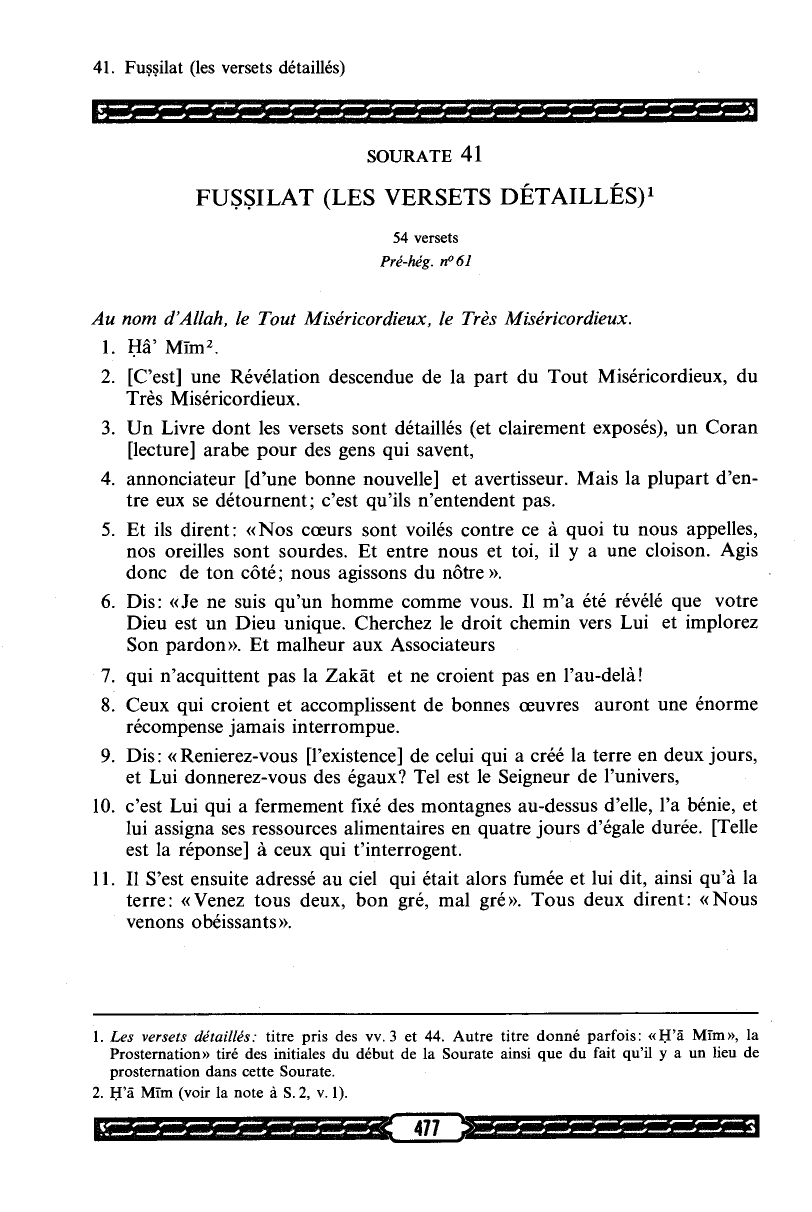 41. Fuṣṣilat (les versets détaillés)
SOURATE 41
FUṢṢILAT (LES VERSETS DÉTAILLÉS)¹
54 versets
Pré-hég. nº 61
Au nom d'Allah, le Tout Miséricordieux, le Très Miséricordieux.
1. Ḥâ’ Mīm².
2. [C'est] une Révélation descendue de la part du Tout Miséricordieux, du
Très Miséricordieux.
3. Un Livre dont les versets sont détaillés (et clairement exposés), un Coran
[lecture] arabe pour des gens qui savent,
4. annonciateur [d'une bonne nouvelle] et avertisseur. Mais la plupart d'en-
tre eux se détournent; c'est qu'ils n'entendent pas.
5. Et ils dirent: «Nos cœurs sont voilés contre ce à quoi tu nous appelles,
nos oreilles sont sourdes. Et entre nous et toi, il y a une cloison. Agis
donc de ton côté; nous agissons du nôtre».
6. Dis: «Je ne suis qu'un homme comme vous. Il m'a été révélé que votre
Dieu est un Dieu unique. Cherchez le droit chemin vers Lui et implorez
Son pardon». Et malheur aux Associateurs
7. qui n'acquittent pas la Zakāt et ne croient pas en l'au-delà!
8. Ceux qui croient et accomplissent de bonnes œuvres auront une énorme
récompense jamais interrompue.
9. Dis: «Renierez-vous [l'existence] de celui qui a créé la terre en deux jours,
et Lui donnerez-vous des égaux? Tel est le Seigneur de l'univers,
10. c'est Lui qui a fermement fixé des montagnes au-dessus d'elle, l'a bénie, et
lui assigna ses ressources alimentaires en quatre jours d'égale durée. [Telle
est la réponse] à ceux qui t'interrogent.
11. Il S'est ensuite adressé au ciel qui était alors fumée et lui dit, ainsi qu'à la
terre: «Venez tous deux, bon gré, mal gré». Tous deux dirent: «Nous
venons obéissants».
1. Les versets détaillés: titre pris des vv. 3 et 44. Autre titre donné parfois: «Ḥ'ā Mīm», la
Prosternation» tiré des initiales du début de la Sourate ainsi que du fait qu'il y a un lieu de
prosternation dans cette Sourate.
2. Ḥ'ā Mīm (voir la note à S. 2, v. 1).
477